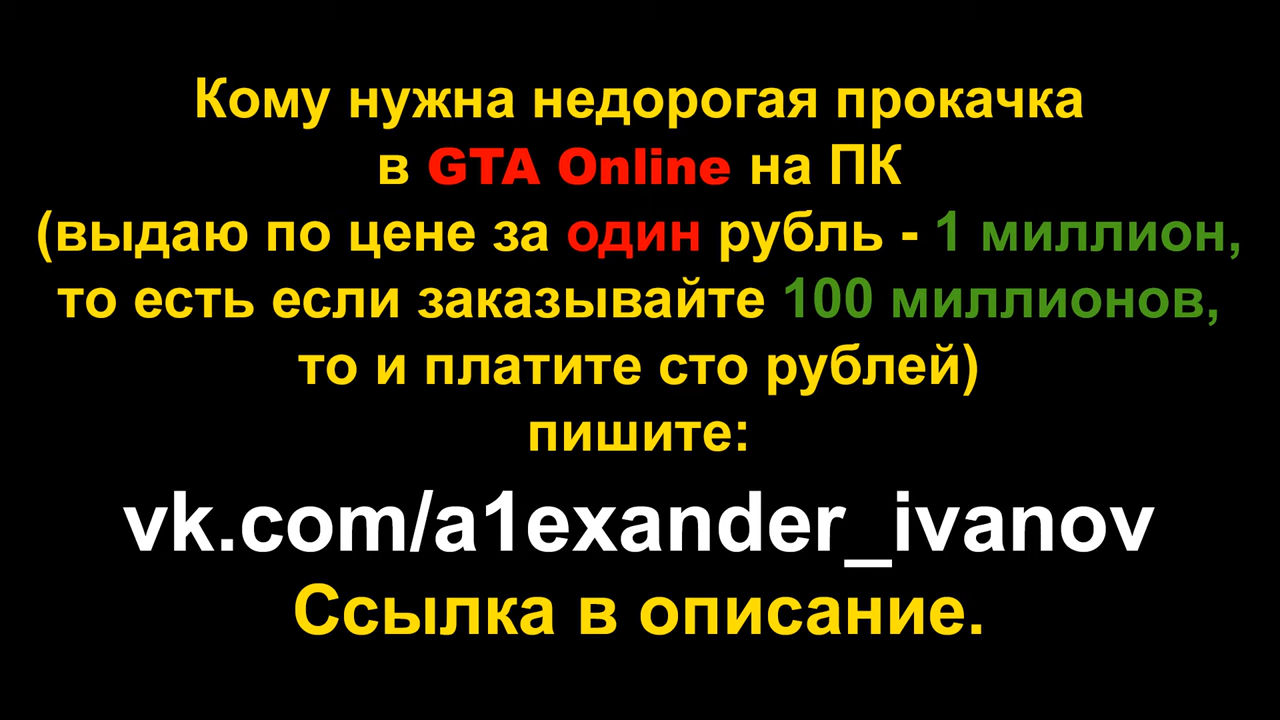 Кому нужна недорогая прокачка
в GTA Online на ПК
(выдаю по цене за один рубль - 1 миллион,
то есть если заказывайте 100 миллионов,
то и платите сто рублей)
пишите:
vk.com/a1exander_ivanov
Ссылка в описание.